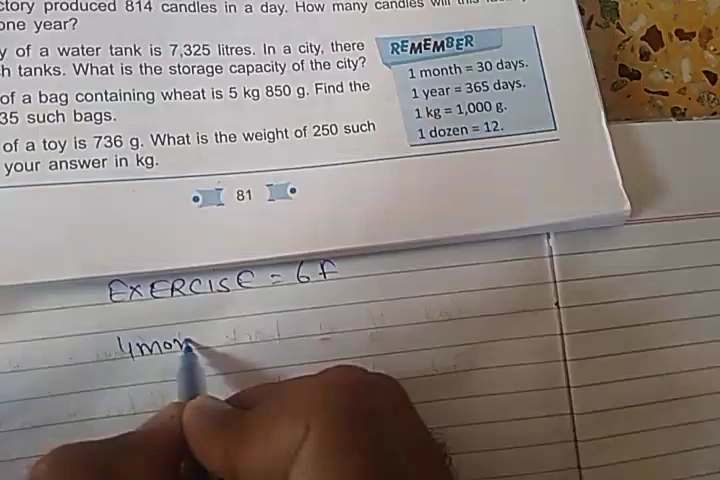 ctory produced 814 candles in a day. How many candles will this
one year?
y of a water tank is 7,325 litres. In a city, there
h tanks. What is the storage capacity of the city?
of a bag containing wheat is 5 kg 850 g. Find the
35 such bags.
of a toy is 736 g. What is the weight of 250 such
your answer in kg.
REMEMBER
1 month = 30 days.
1 year = 365 days.
1 kg = 1,000 g.
1 dozen = 12.
81
EXERCISE = 6F
4mon